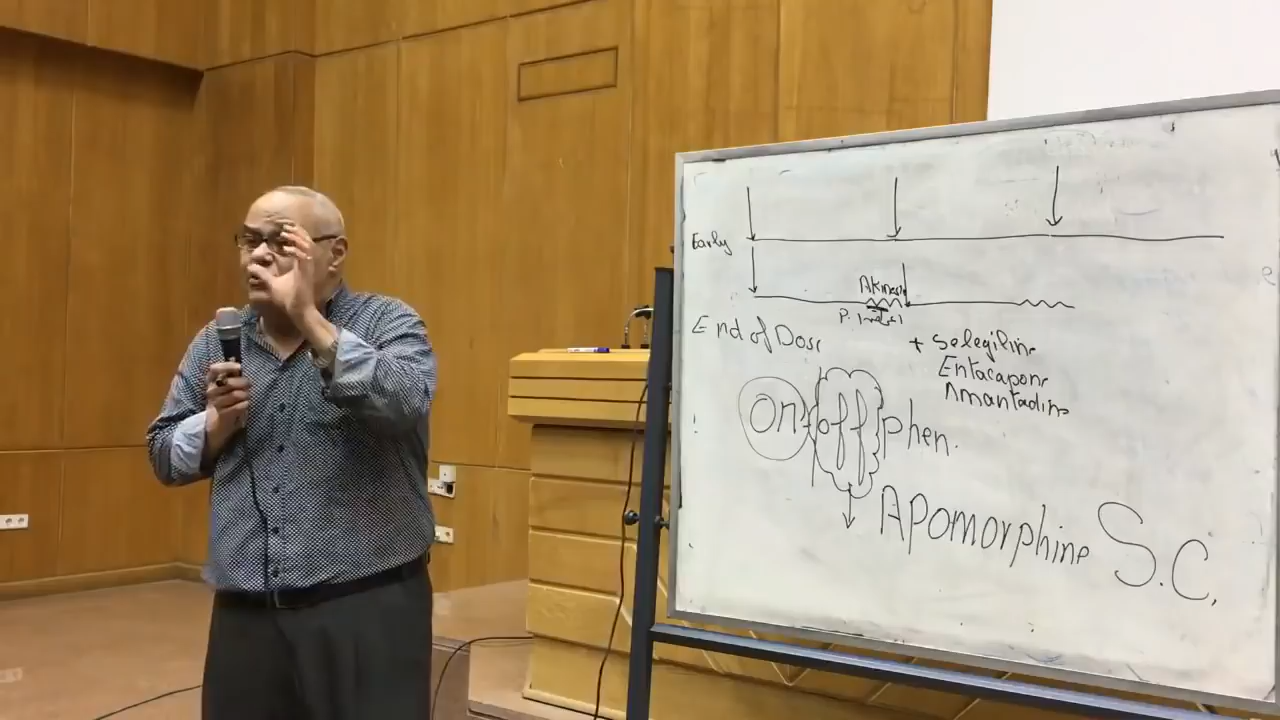 Early
Akinesia
End of Dose
+ Selegiline
Entacapone
Amantadine
On-off phen.
Apomorphine S.C.